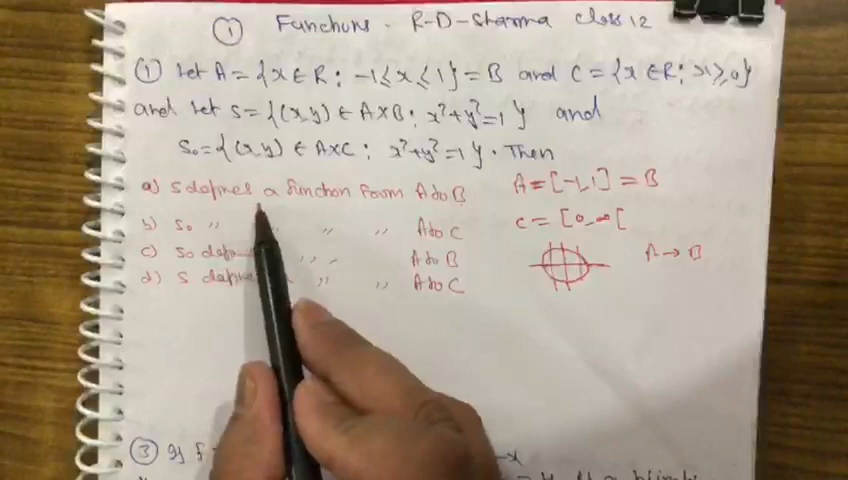 ① Functions - R-D-Sharma class 12
① Let A = {x ∈ R : -1 ≤ x ≤ 1} = B and C = {x ∈ R : x ≥ 0}
and let S = {(x,y) ∈ A×B : x²+y²=1} and
S₀ = {(x,y) ∈ A×C : x²+y²=1}. Then
a) S defines a function from A to B
b) S₀ " " " " A to C
c) S₀ " " A to B
d) S " " A to C
A = [-1,1] = B
C = [0,∞[
A → B
③ If f